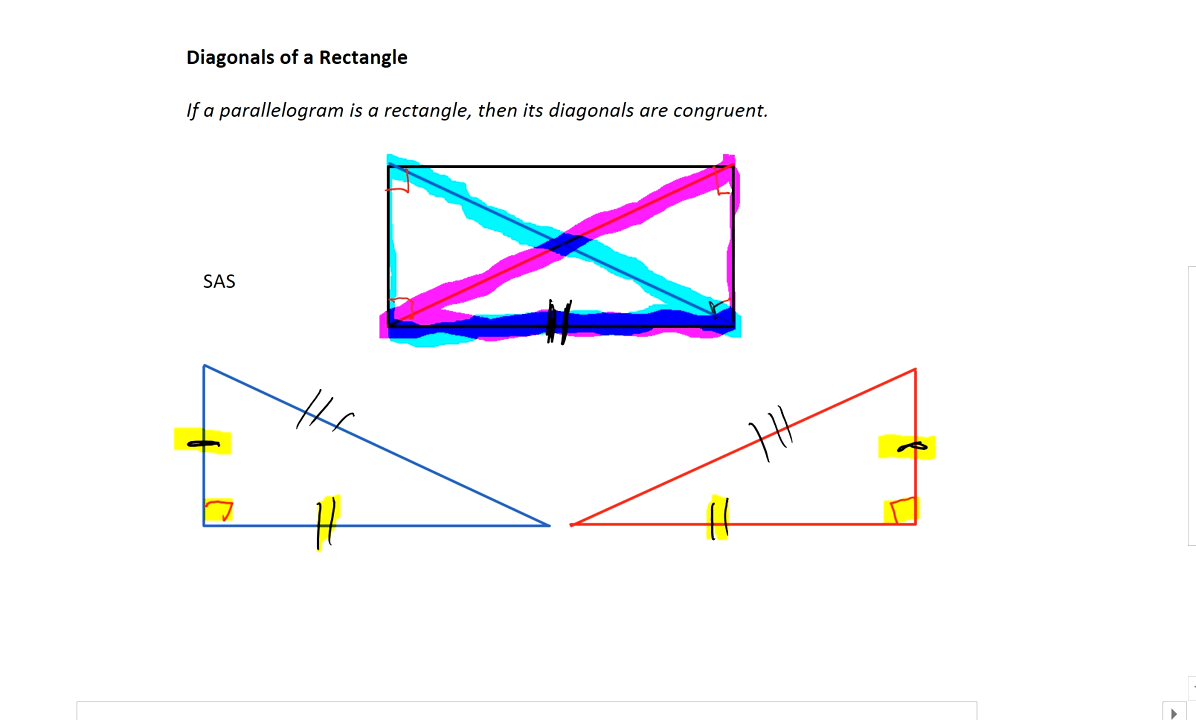 Diagonals of a Rectangle
If a parallelogram is a rectangle, then its diagonals are congruent.
SAS